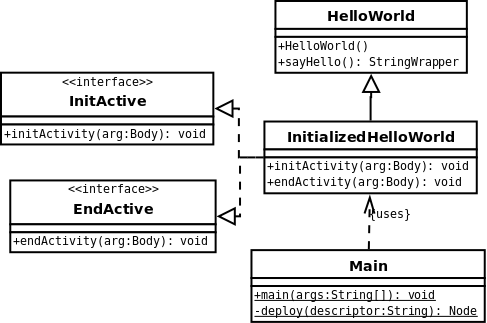 HelloWorld
+HelloWorld()
+sayHello(): StringWrapper
<<interface>>
InitActive
+initActivity(arg:Body): void
InitializedHelloWorld
+initActivity(arg:Body): void
+endActivity(arg:Body): void
<<interface>>
EndActive
+endActivity(arg:Body): void
{uses}
Main
+main(args:String[]): void
-deploy(descriptor:String): Node